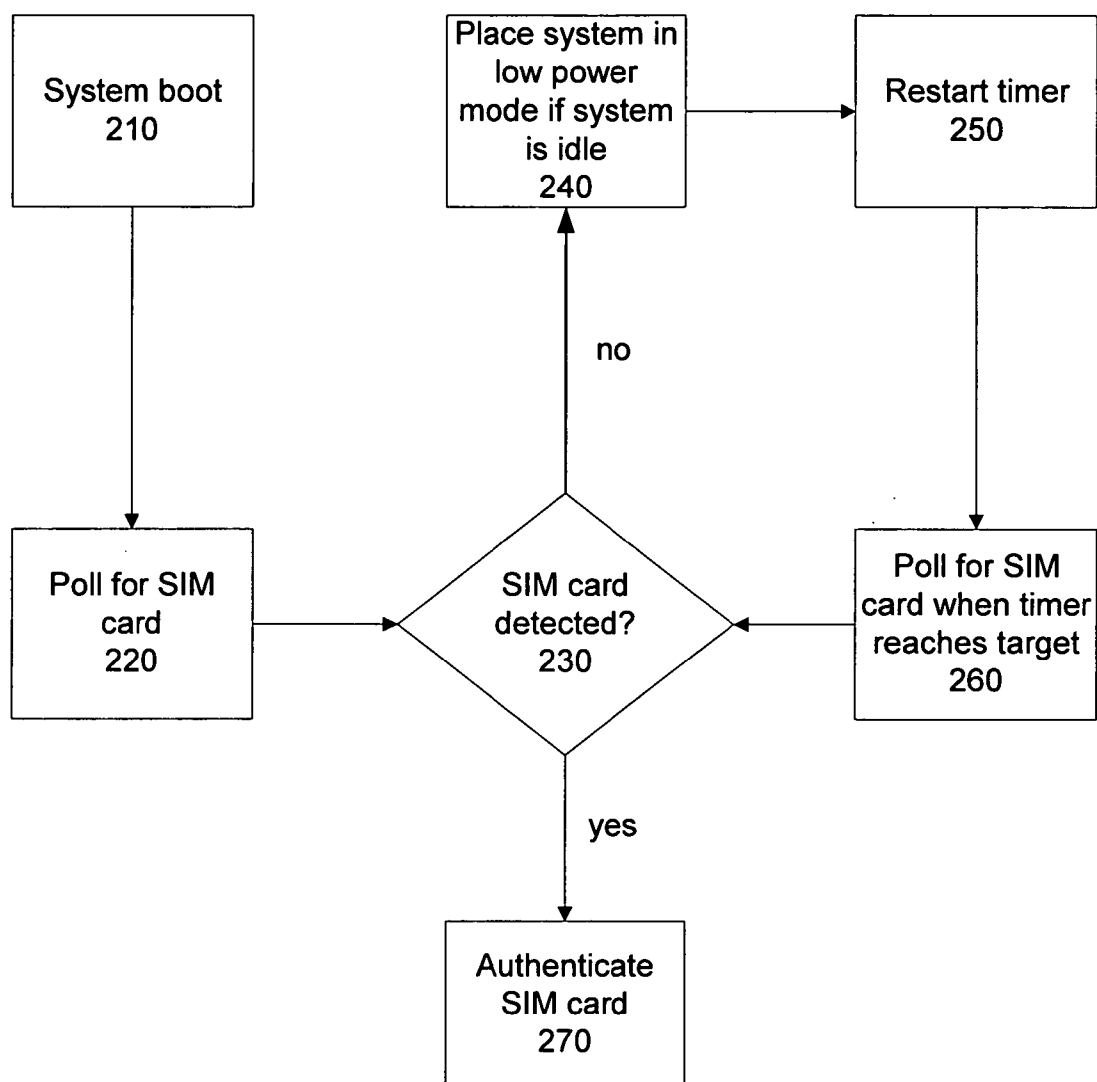 System boot
210
Place system in
low power
mode if system
is idle
240
Restart timer
250
no
Poll for SIM
card
220
SIM card
detected?
230
Poll for SIM
card when timer
reaches target
260
yes
Authenticate
SIM card
270